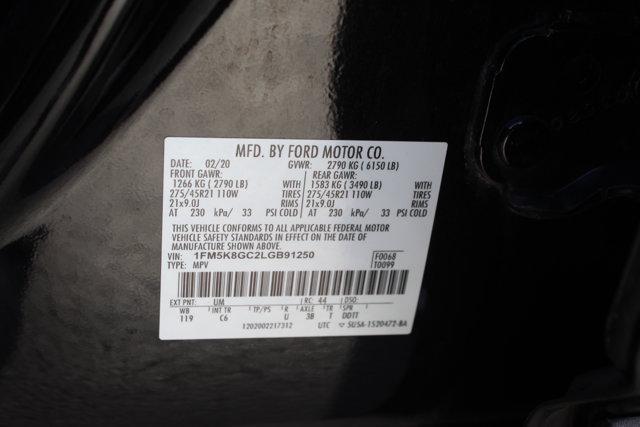 MFD. BY FORD MOTOR CO.
DATE: 02/20 GVWR: 2790 KG ( 6150 LB)
FRONT GAWR: REAR GAWR:
1266 KG ( 2790 LB) WITH 1583 KG ( 3490 LB) WITH
275/45R21 110W TIRES 275/45R21 110W TIRES
21x9.0J RIMS 21x9.0J RIMS
AT 230 kPa/ 33 PSI COLD AT 230 kPa/ 33 PSI COLD
THIS VEHICLE CONFORMS TO ALL APPLICABLE FEDERAL MOTOR
VEHICLE SAFETY STANDARDS IN EFFECT ON THE DATE OF
MANUFACTURE SHOWN ABOVE.
VIN: 1FM5K8GC2LGB91250 F0068
TYPE: MPV T0099
EXT PNT: UM RC: 44 DSO:
WB INT TR TP/PS R AXLE TR SPR
119 C6 U 3B T DDTT
1202002217312 UTC 5U5A-1520472-BA